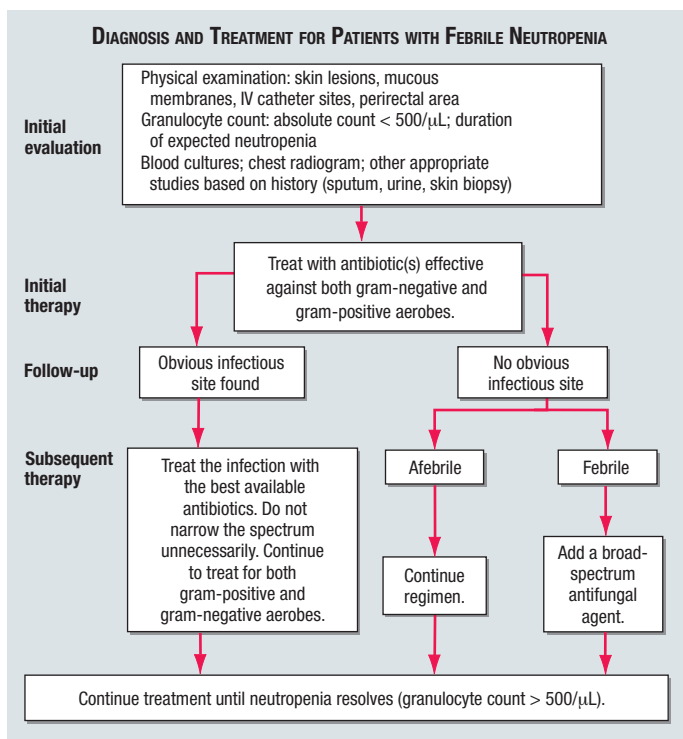 DIAGNOSIS AND TREATMENT FOR PATIENTS WITH FEBRILE NEUTROPENIA
Initial
evaluation
Physical examination: skin lesions, mucous
membranes, IV catheter sites, perirectal area
Granulocyte count: absolute count < 500/μL; duration
of expected neutropenia
Blood cultures; chest radiogram; other appropriate
studies based on history (sputum, urine, skin biopsy)
Initial
therapy
Treat with antibiotic(s) effective
against both gram-negative and
gram-positive aerobes.
Follow-up
Obvious infectious
site found
No obvious
infectious site
Subsequent
therapy
Treat the infection with
the best available
antibiotics. Do not
narrow the spectrum
unnecessarily. Continue
to treat for both
gram-positive and
gram-negative aerobes.
Afebrile
Febrile
Continue
regimen.
Add a broad-
spectrum
antifungal
agent.
Continue treatment until neutropenia resolves (granulocyte count > 500/μL).